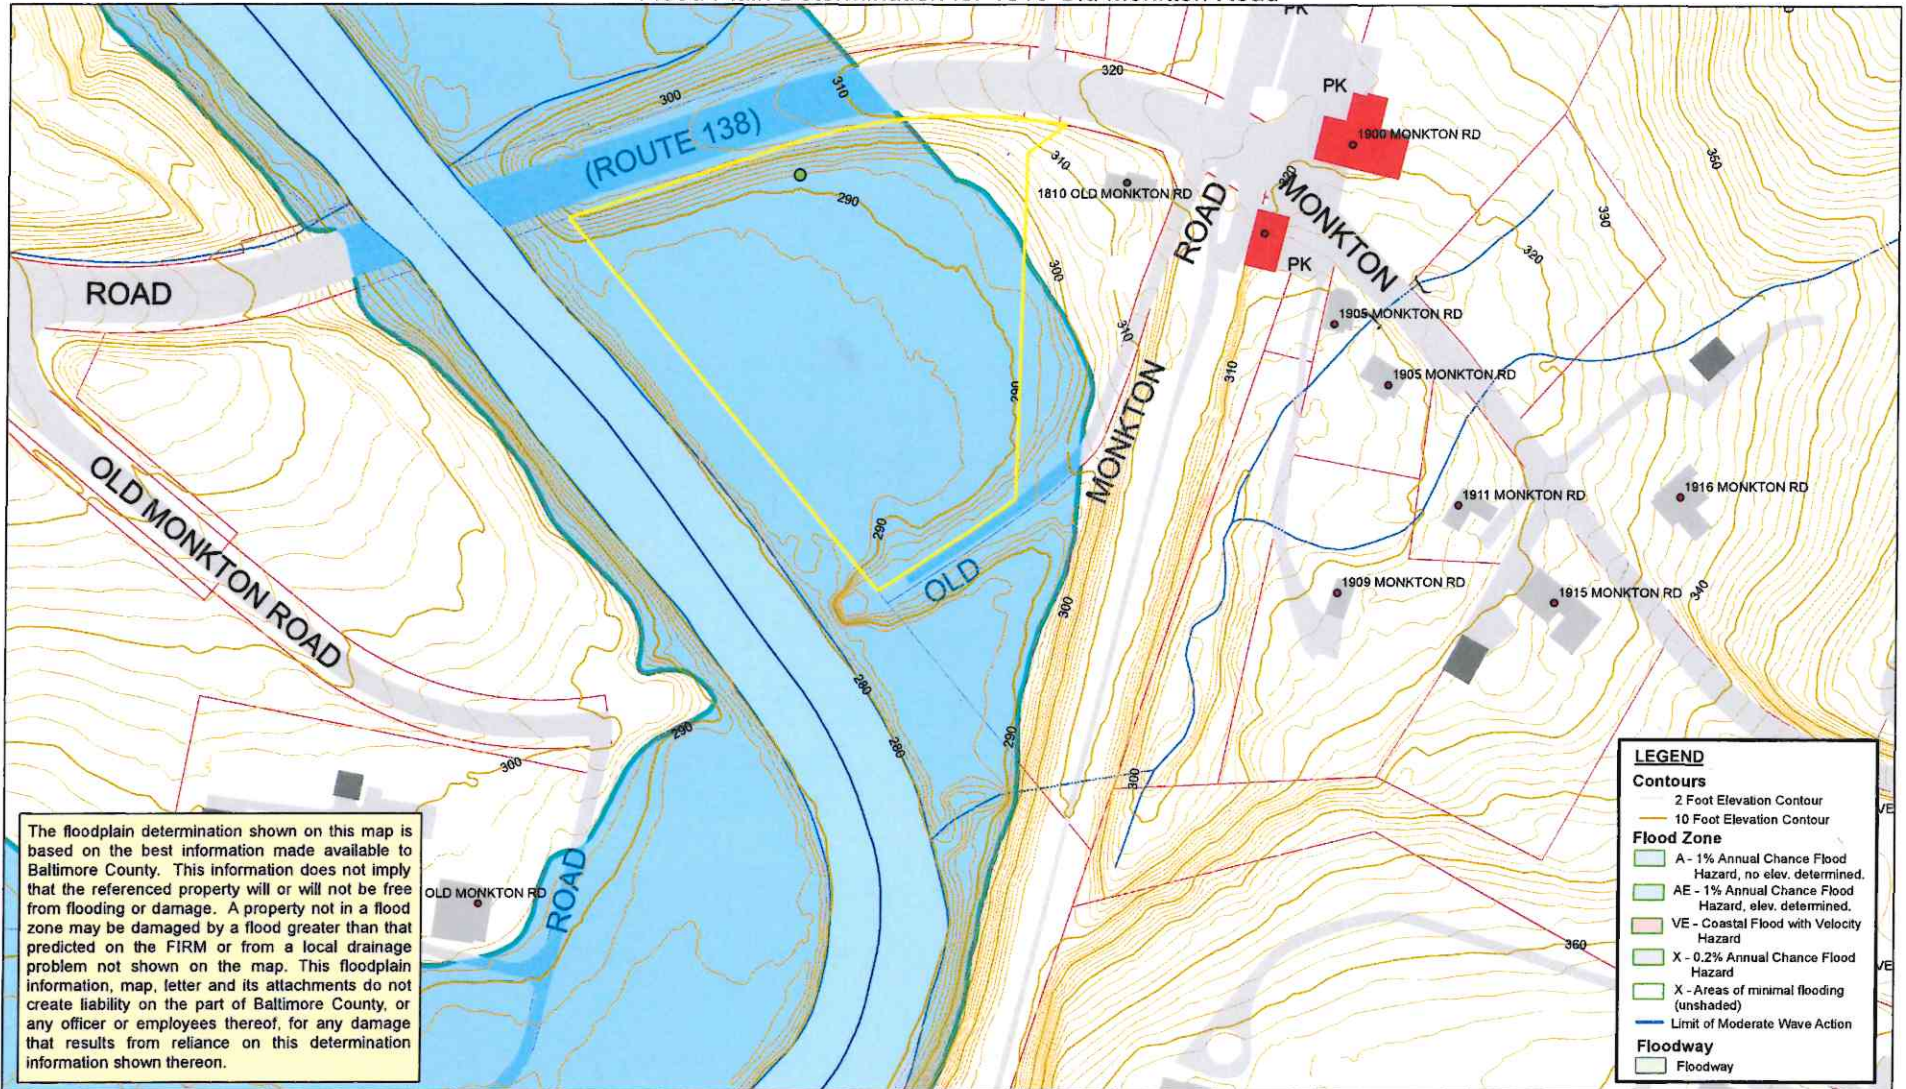 PK
320
310
300
PK
(ROUTE 138)
1900 MONKTON RD
310
350
320
1810 OLD MONKTON RD
290
MONKTON
330
ROAD
320
300
PK
ROAD
310
1905 MONKTON RD
310
1905 MONKTON RD
290
MONKTON
OLD MONKTON ROAD
1911 MONKTON RD
1916 MONKTON RD
290
OLD
1909 MONKTON RD
1915 MONKTON RD
340
300
280
290
290
280
300
300
OLD MONKTON RD
ROAD
360
VE
VE
The floodplain determination shown on this map is
based on the best information made available to
Baltimore County. This information does not imply
that the referenced property will or will not be free
from flooding or damage. A property not in a flood
zone may be damaged by a flood greater than that
predicted on the FIRM or from a local drainage
problem not shown on the map. This floodplain
information, map, letter and its attachments do not
create liability on the part of Baltimore County, or
any officer or employees thereof, for any damage
that results from reliance on this determination
information shown thereon.
LEGEND
Contours
2 Foot Elevation Contour
10 Foot Elevation Contour
Flood Zone
A - 1% Annual Chance Flood
Hazard, no elev. determined.
AE - 1% Annual Chance Flood
Hazard, elev. determined.
VE - Coastal Flood with Velocity
Hazard
X - 0.2% Annual Chance Flood
Hazard
X - Areas of minimal flooding
(unshaded)
Limit of Moderate Wave Action
Floodway
Floodway